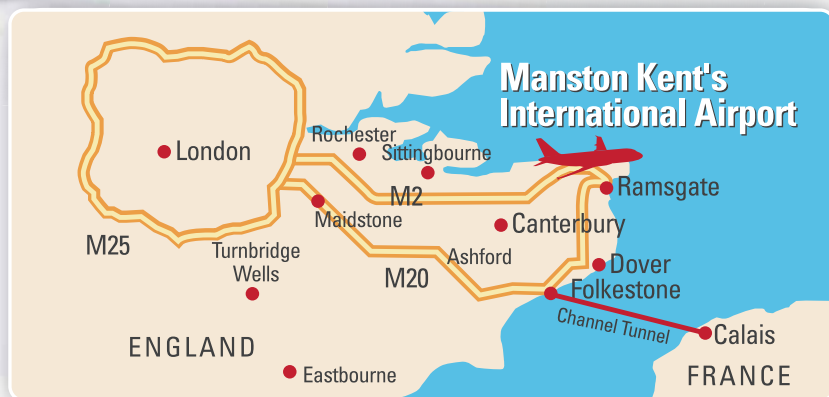 Manston Kent's
International Airport
Rochester
London
Sittingbourne
Ramsgate
M2
Maidstone
Canterbury
M25
Turnbridge
Wells
Ashford
M20
Dover
Folkestone
Channel Tunnel
Calais
ENGLAND
Eastbourne
FRANCE